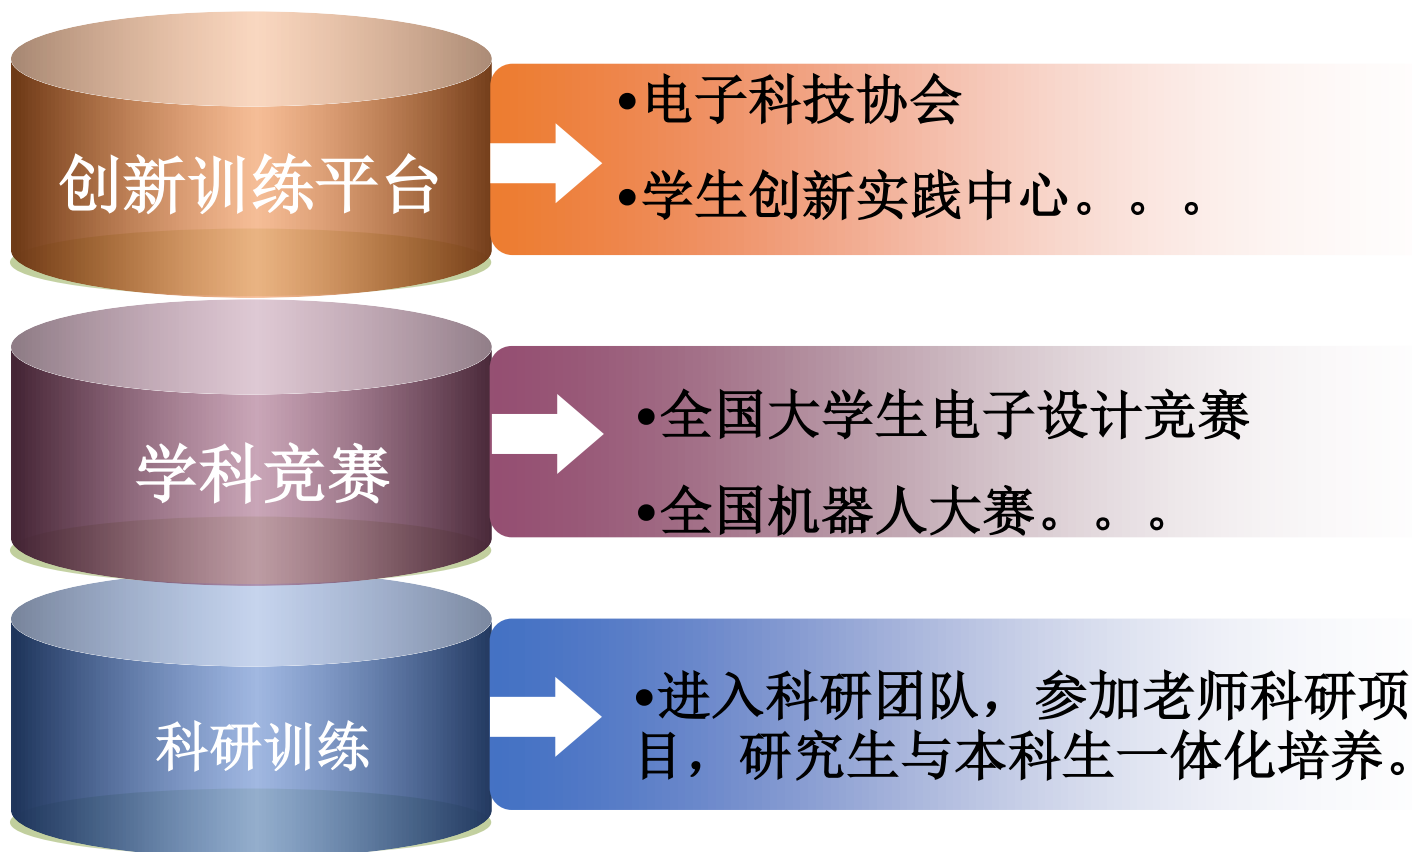 创新训练平台
•电子科技协会
•学生创新实践中心。。。
学科竞赛
•全国大学生电子设计竞赛
•全国机器人大赛。。。
科研训练
•进入科研团队，参加老师科研项
目，研究生与本科生一体化培养。